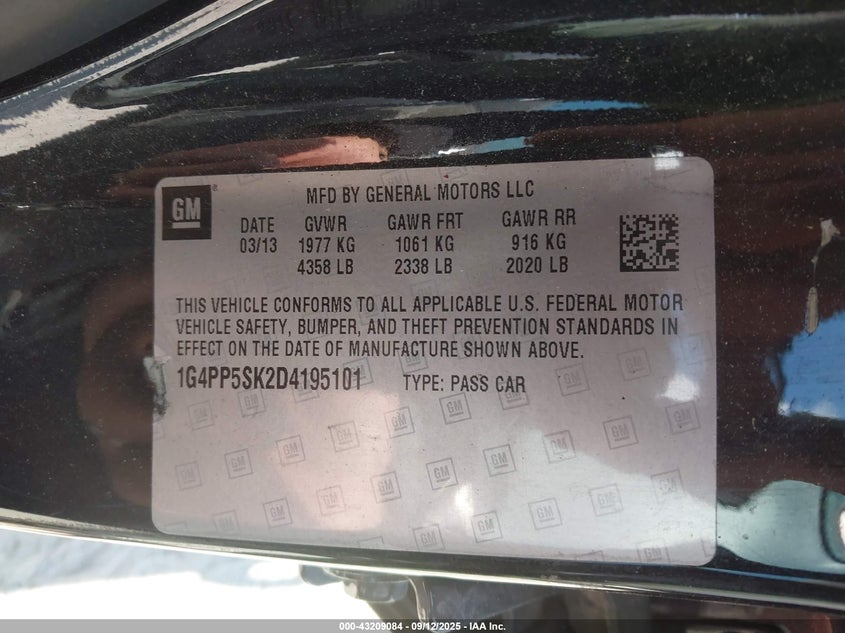 GM
MFD BY GENERAL MOTORS LLC
DATE GVWR GAWR FRT GAWR RR
03/13 1977 KG 1061 KG 916 KG
4358 LB 2338 LB 2020 LB
THIS VEHICLE CONFORMS TO ALL APPLICABLE U.S. FEDERAL MOTOR
VEHICLE SAFETY, BUMPER, AND THEFT PREVENTION STANDARDS IN
EFFECT ON THE DATE OF MANUFACTURE SHOWN ABOVE.
1G4PP5SK2D4195101 TYPE: PASS CAR
000-43209084 - 09/12/2025 - IAA Inc.